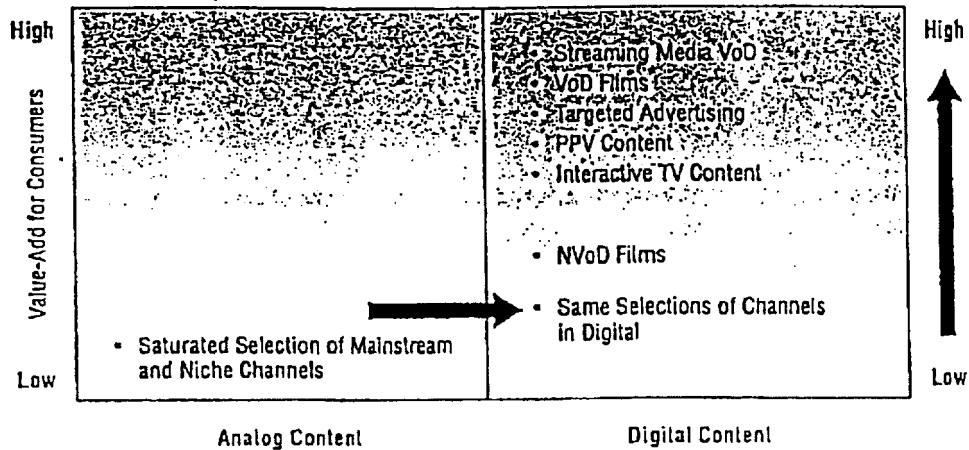 High
High
• Streaming Media VoD
• VoD Films
• Targeted Advertising
• PPV Content
• Interactive TV Content
Value-Add for Consumers
• NVoD Films
• Same Selections of Channels
in Digital
• Saturated Selection of Mainstream
and Niche Channels
Low
Low
Analog Content
Digital Content